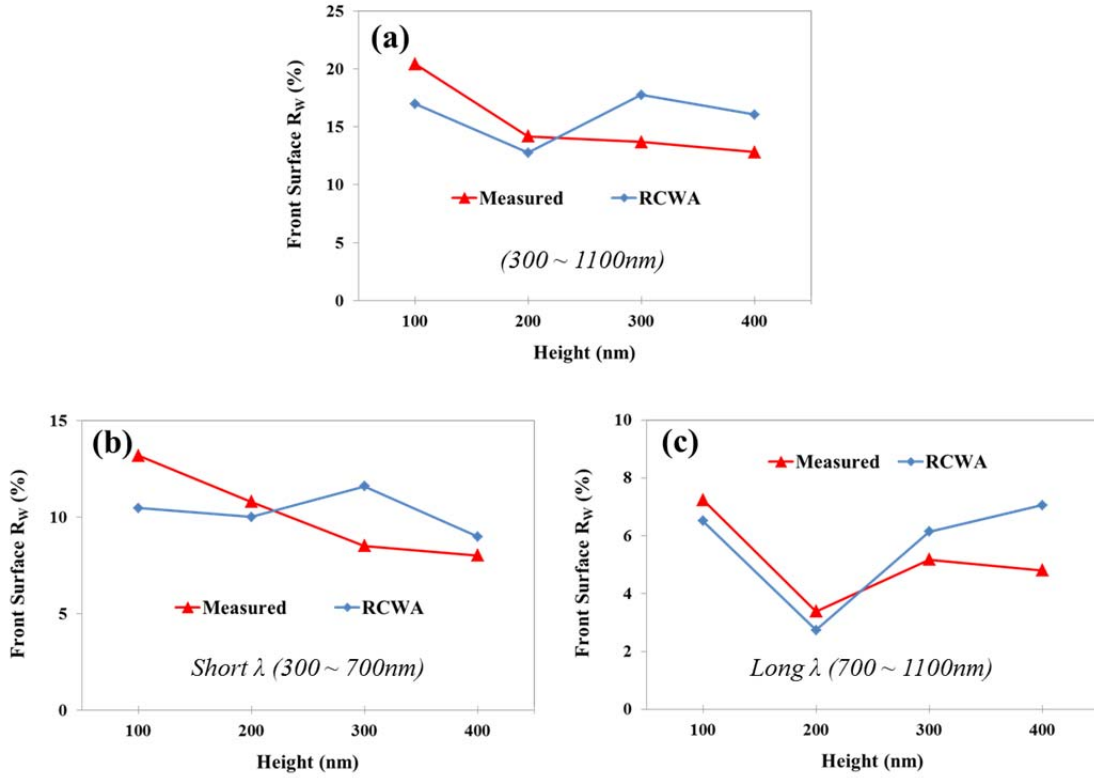 (a)
Front Surface R_W (%)
25
20
15
10
5
0
Measured
RCWA
(300 ~ 1100nm)
100 200 300 400
Height (nm)
(b)
Front Surface R_W (%)
15
10
5
0
Measured
RCWA
Short λ (300 ~ 700nm)
100 200 300 400
Height (nm)
(c)
Front Surface R_W (%)
10
8
6
4
2
0
Measured
RCWA
Long λ (700 ~ 1100nm)
100 200 300 400
Height (nm)